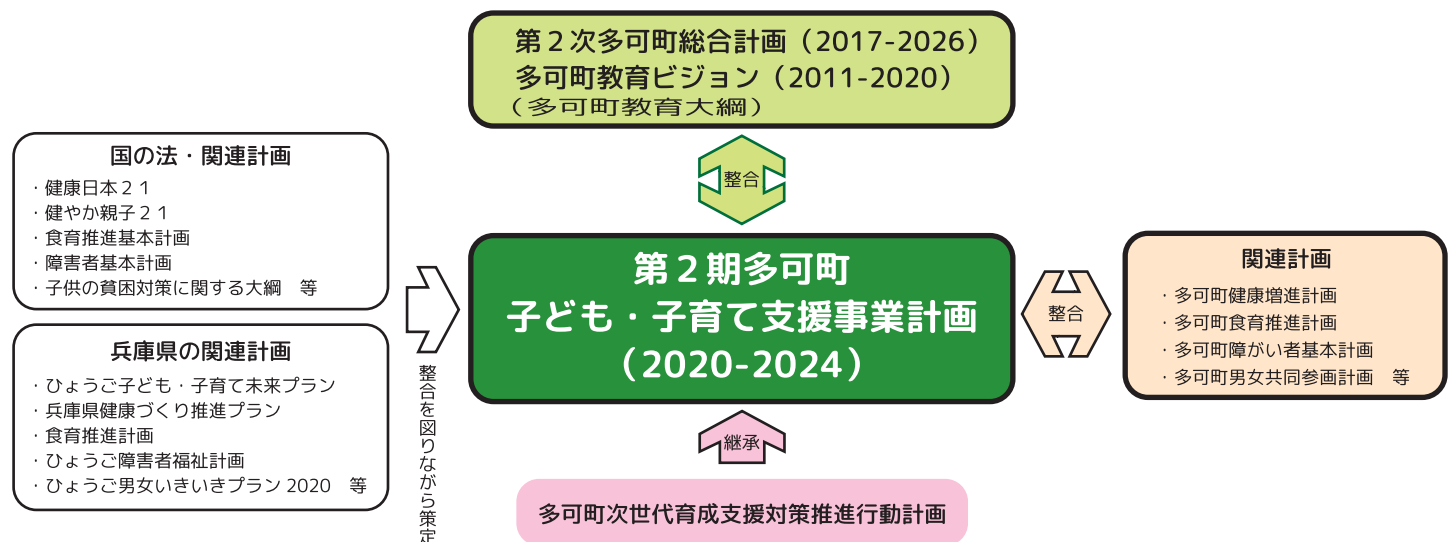 第２次多可町総合計画（2017-2026）
多可町教育ビジョン（2011-2020）
（多可町教育大綱）
整合
国の法・関連計画
・健康日本２１
・健やか親子２１
・食育推進基本計画
・障害者基本計画
・子供の貧困対策に関する大綱　等
兵庫県の関連計画
・ひょうご子ども・子育て未来プラン
・兵庫県健康づくり推進プラン
・食育推進計画
・ひょうご障害者福祉計画
・ひょうご男女いきいきプラン 2020　等
整合を図りながら策定
第２期多可町
子ども・子育て支援事業計画
（2020-2024）
整合
関連計画
・多可町健康増進計画
・多可町食育推進計画
・多可町障がい者基本計画
・多可町男女共同参画計画　等
継承
多可町次世代育成支援対策推進行動計画